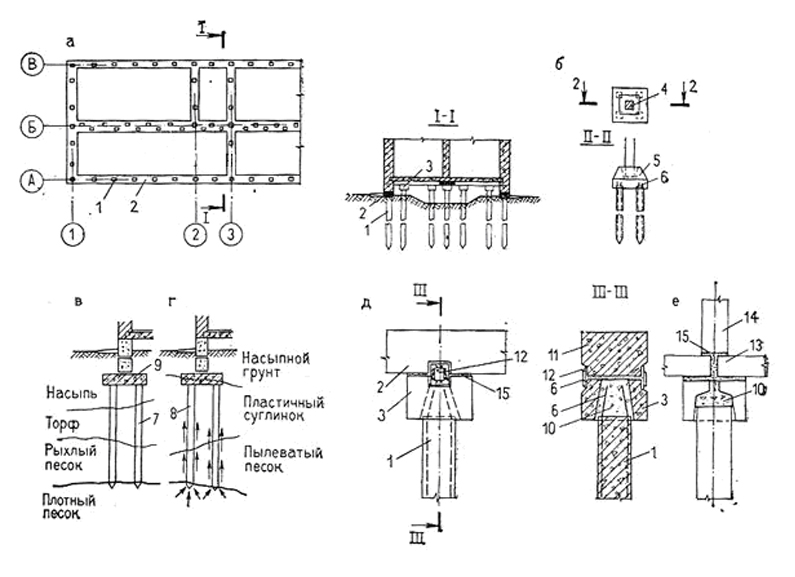 а
I
В
Б
А
1
2
I
1
2
3
I-I
3
2
1
б
2
2
4
II-II
5
6
в
9
Насыпь
Торф
7
Рыхлый
песок
Плотный
песок
г
Насыпной
грунт
8
Пластичный
суглинок
Пылеватый
песок
д
III
12
2
15
3
1
III
III-III
11
12
6
6
3
10
1
е
14
15
13
10